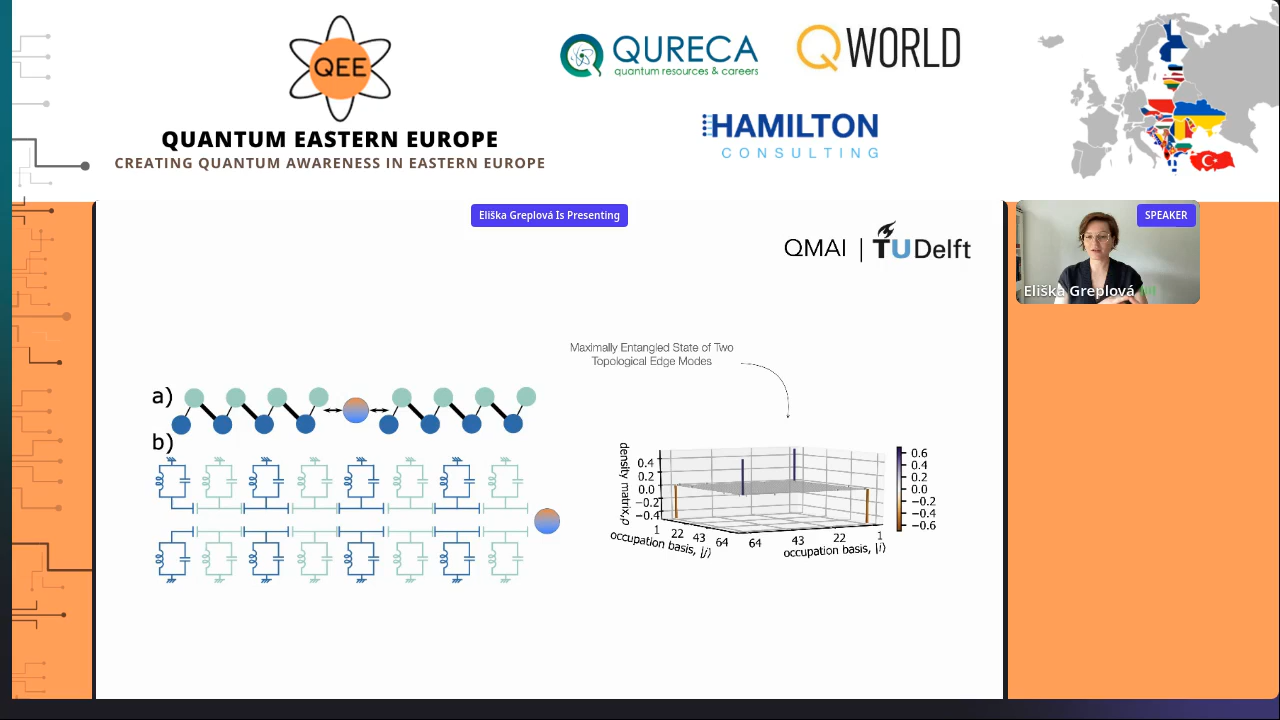 QEE
QUANTUM EASTERN EUROPE
CREATING QUANTUM AWARENESS IN EASTERN EUROPE
QURECA
quantum resources & careers
QWORLD
HAMILTON
CONSULTING
Eliška Greplová Is Presenting
SPEAKER
Eliška Greplová
QMAI | TU Delft
Maximally Entangled State of Two
Topological Edge Modes
a)
b)
density matrix, ρ
0.4
0.2
0.0
−0.2
−0.4
1 22 43 64
occupation basis, |j⟩
64 43 22 1
occupation basis, |i⟩
0.6
0.4
0.2
0.0
−0.2
−0.4
−0.6